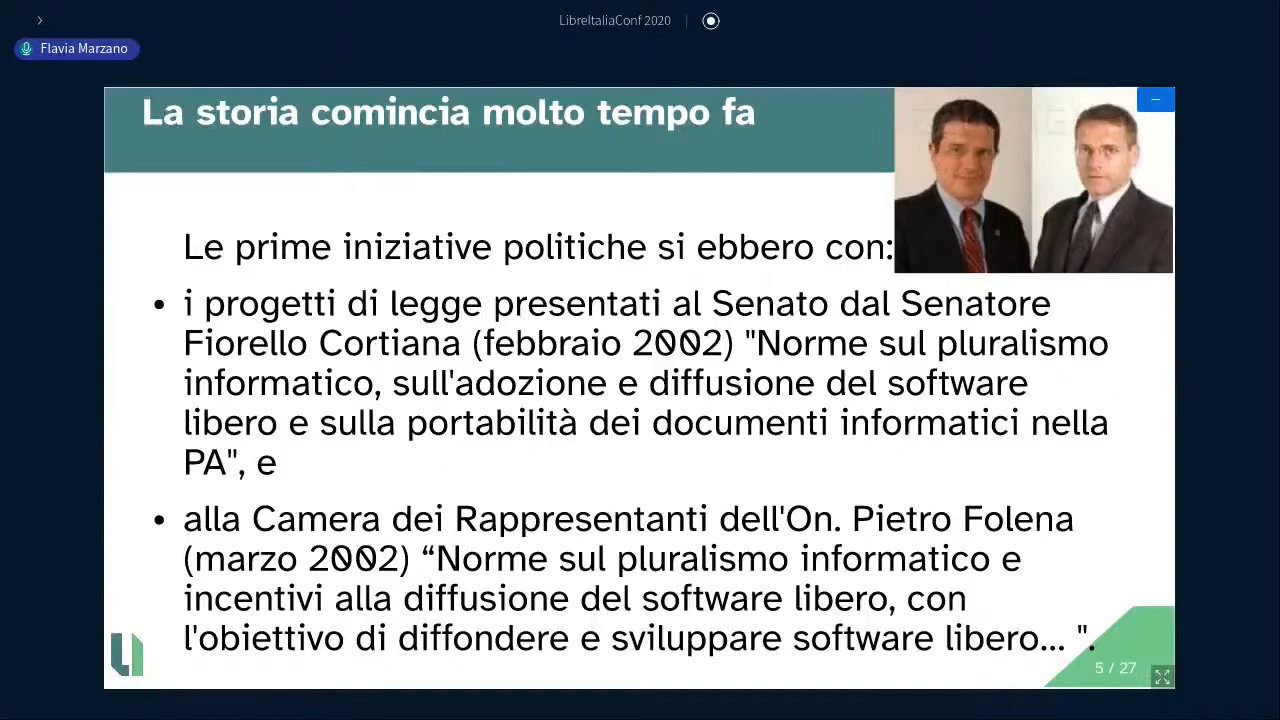 LibreItaliaConf 2020
Flavia Marzano
La storia comincia molto tempo fa
Le prime iniziative politiche si ebbero con:
• i progetti di legge presentati al Senato dal Senatore
Fiorello Cortiana (febbraio 2002) "Norme sul pluralismo
informatico, sull'adozione e diffusione del software
libero e sulla portabilità dei documenti informatici nella
PA", e
• alla Camera dei Rappresentanti dell'On. Pietro Folena
(marzo 2002) “Norme sul pluralismo informatico e
incentivi alla diffusione del software libero, con
l'obiettivo di diffondere e sviluppare software libero... ".
5 / 27